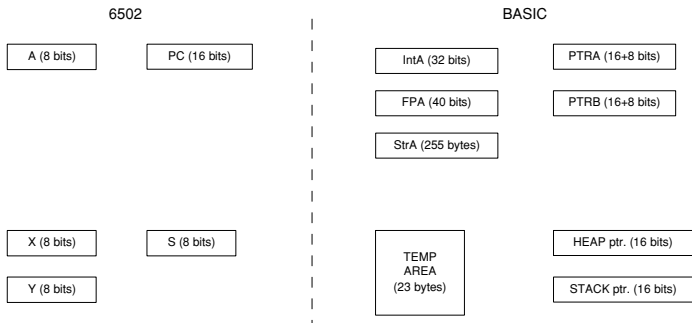 6502
BASIC
A (8 bits)
PC (16 bits)
IntA (32 bits)
PTRA (16+8 bits)
FPA (40 bits)
PTRB (16+8 bits)
StrA (255 bytes)
X (8 bits)
S (8 bits)
TEMP
AREA
(23 bytes)
HEAP ptr. (16 bits)
Y (8 bits)
STACK ptr. (16 bits)